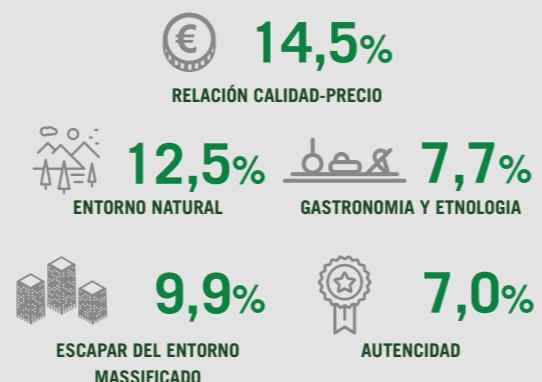 € 14,5%
RELACIÓN CALIDAD-PRECIO
12,5%
ENTORNO NATURAL
7,7%
GASTRONOMIA Y ETNOLOGIA
9,9%
ESCAPAR DEL ENTORNO
MASSIFICADO
7,0%
AUTENCIDAD